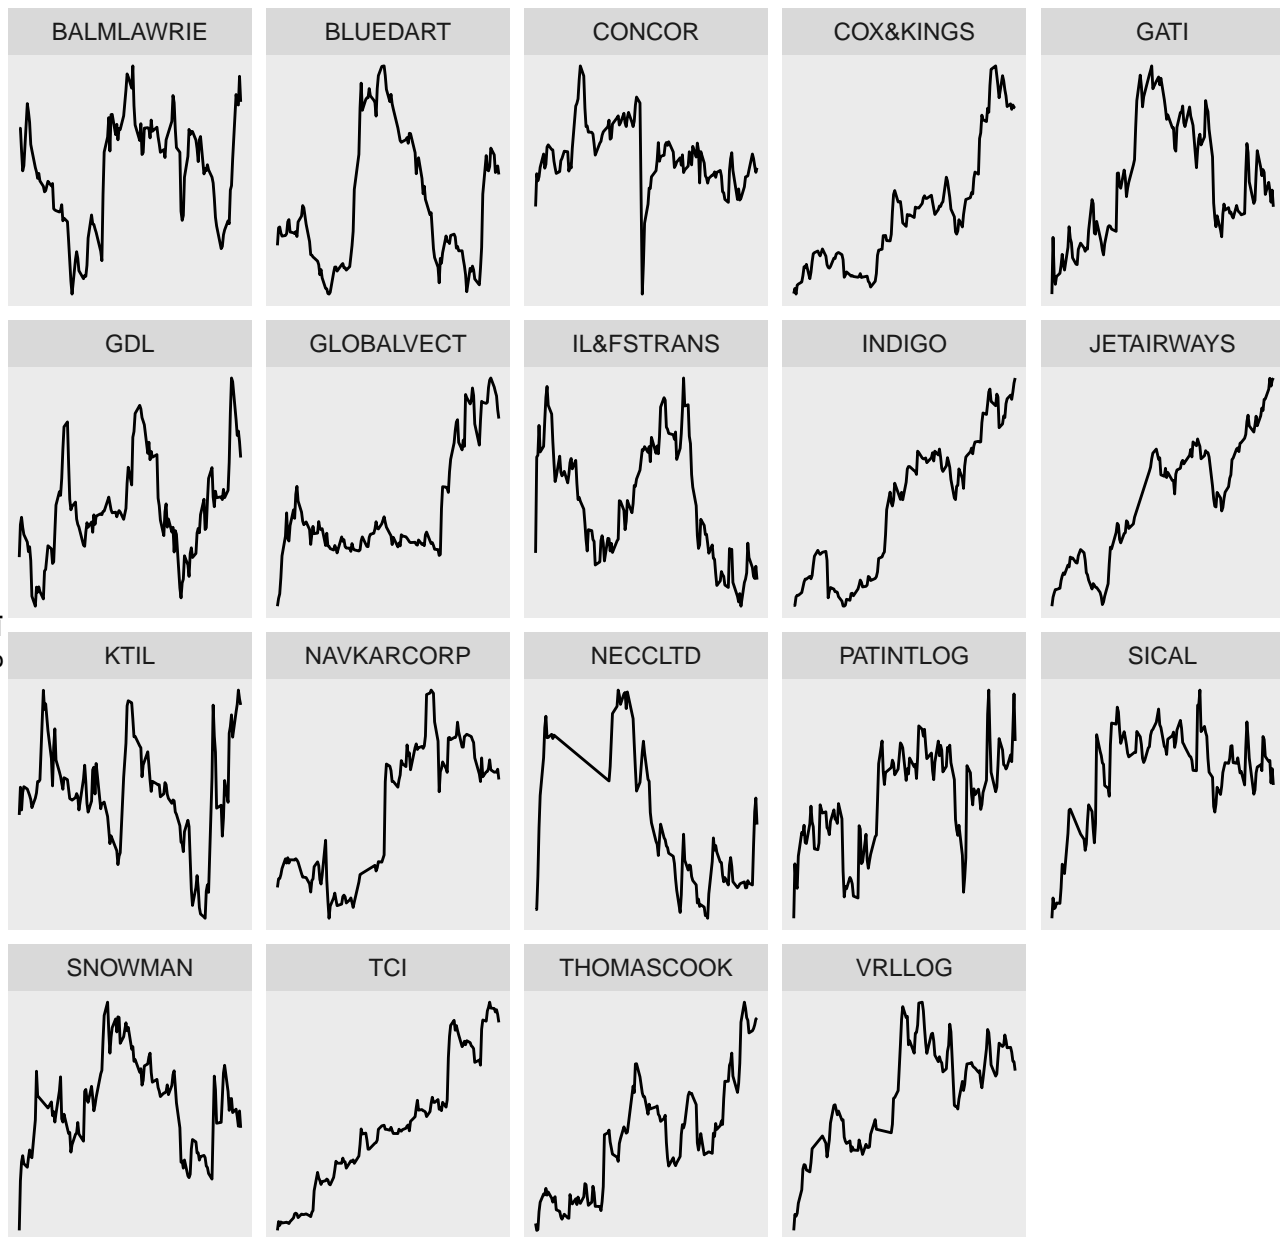 BALMLAWRIE
BLUEDART
CONCOR
COX&KINGS
GATI
GDL
GLOBALVECT
IL&FSTRANS
INDIGO
JETAIRWAYS
KTIL
NAVKARCORP
NECCLTD
PATINTLOG
SICAL
SNOWMAN
TCI
THOMASCOOK
VRLLOG